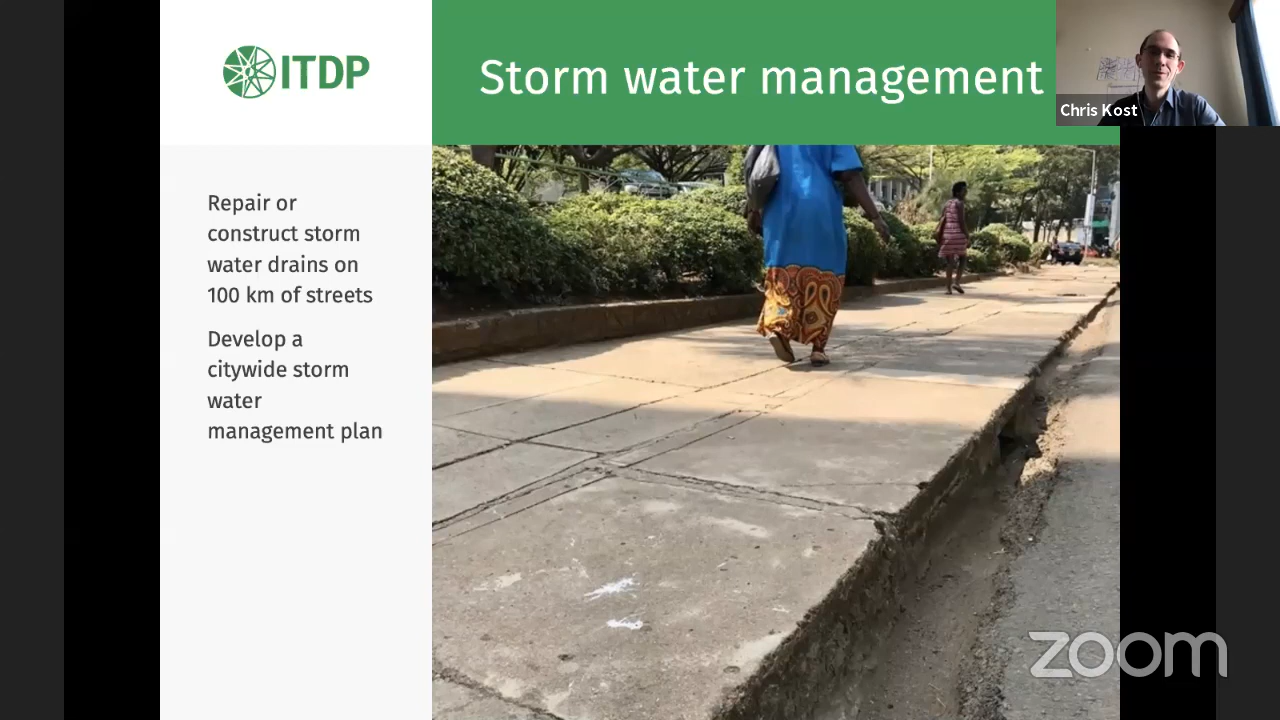 ITDP
Storm water management
Chris Kost
Repair or
construct storm
water drains on
100 km of streets
Develop a
citywide storm
water
management plan
zoom